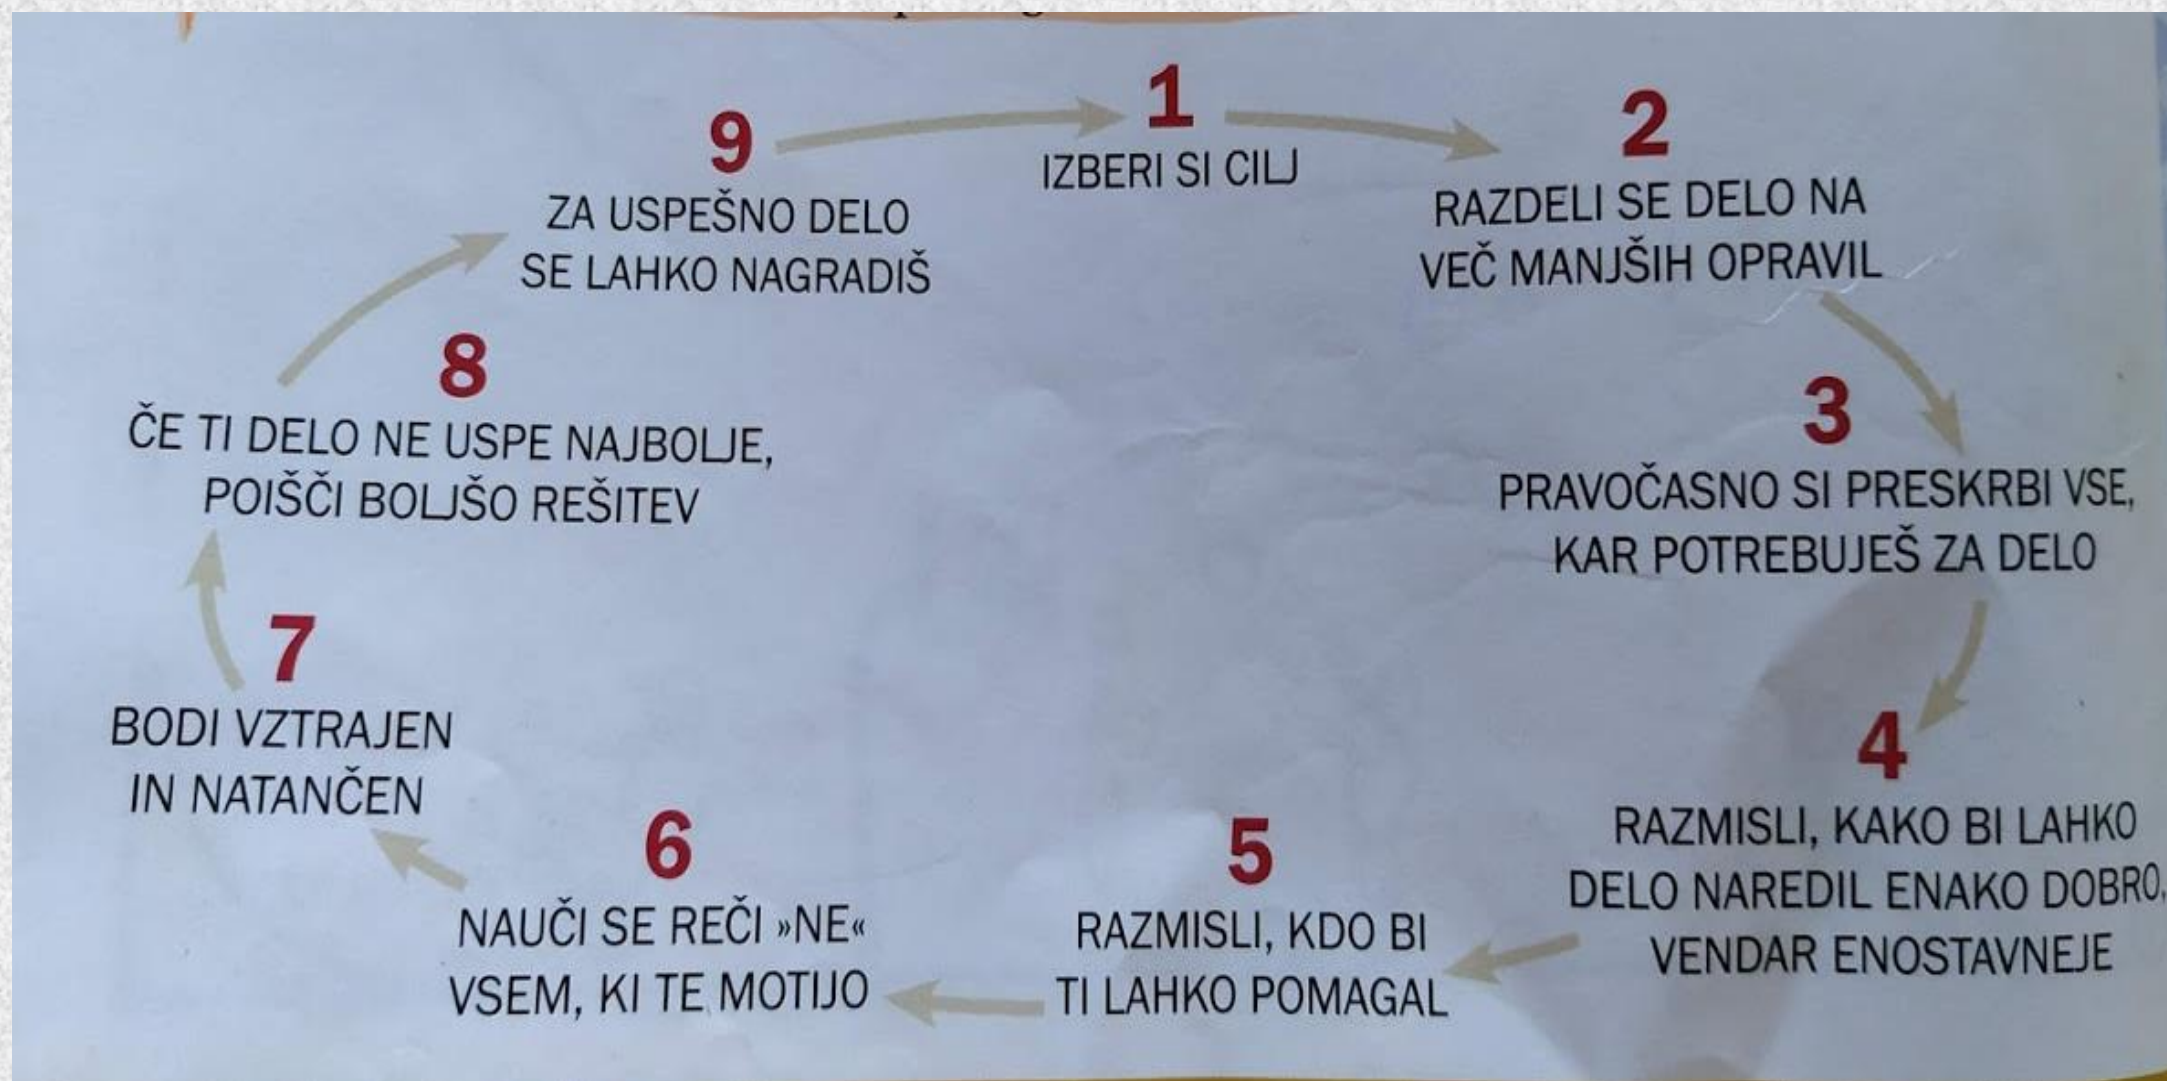 1
IZBERI SI CILJ
2
RAZDELI SE DELO NA
VEČ MANJŠIH OPRAVIL
3
PRAVOČASNO SI PRESKRBI VSE,
KAR POTREBUJEŠ ZA DELO
4
RAZMISLI, KAKO BI LAHKO
DELO NAREDIL ENAKO DOBRO,
VENDAR ENOSTAVNEJE
5
RAZMISLI, KDO BI
TI LAHKO POMAGAL
6
NAUČI SE REČI »NE«
VSEM, KI TE MOTIJO
7
BODI VZTRAJEN
IN NATANČEN
8
ČE TI DELO NE USPE NAJBOLJE,
POIŠČI BOLJŠO REŠITEV
9
ZA USPEŠNO DELO
SE LAHKO NAGRADIŠ